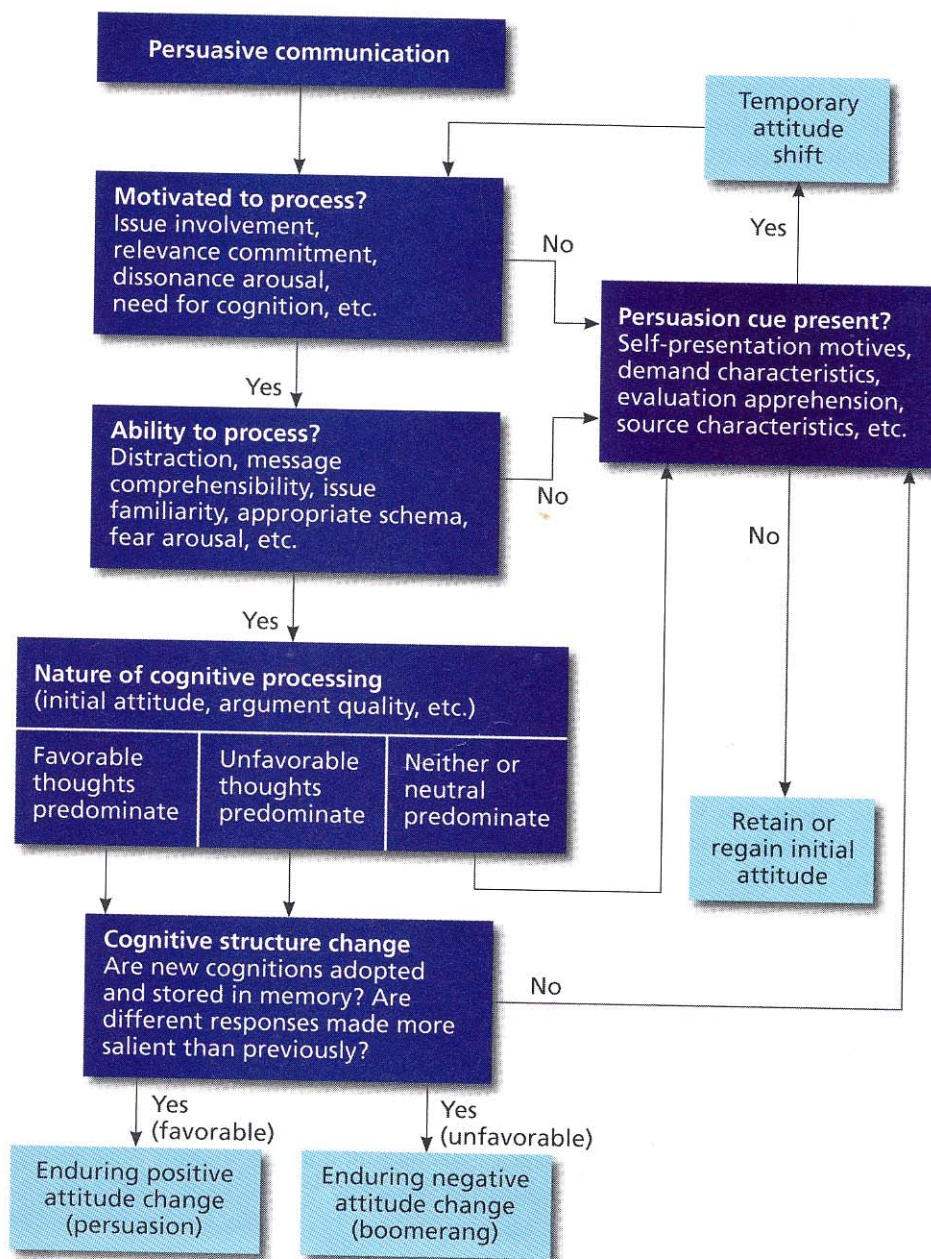 Persuasive communication
Temporary
attitude
shift
Motivated to process?
Issue involvement,
relevance commitment,
dissonance arousal,
need for cognition, etc.
No
Yes
Persuasion cue present?
Self-presentation motives,
demand characteristics,
evaluation apprehension,
source characteristics, etc.
Yes
Ability to process?
Distraction, message
comprehensibility, issue
familiarity, appropriate schema,
fear arousal, etc.
No
No
Yes
Nature of cognitive processing
(initial attitude, argument quality, etc.)
Favorable
thoughts
predominate
Unfavorable
thoughts
predominate
Neither or
neutral
predominate
Retain or
regain initial
attitude
Cognitive structure change
Are new cognitions adopted
and stored in memory? Are
different responses made more
salient than previously?
No
Yes
(favorable)
Yes
(unfavorable)
Enduring positive
attitude change
(persuasion)
Enduring negative
attitude change
(boomerang)